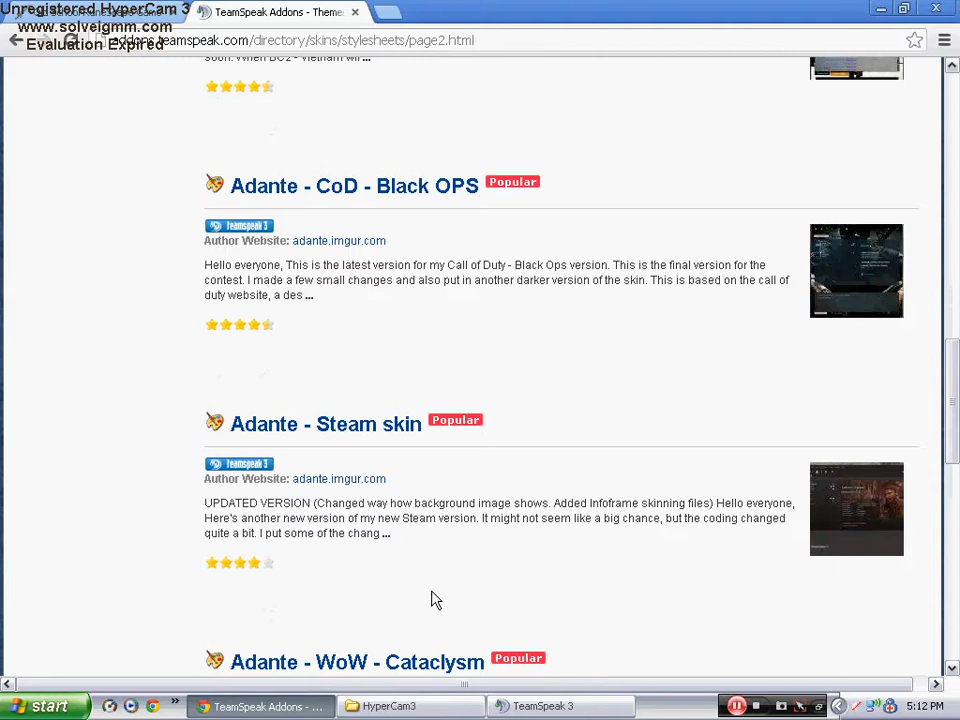 Unregistered HyperCam 3
www.solveigmm.com
Evaluation Expired
TeamSpeak Addons - Theme
addons.teamspeak.com/directory/skins/stylesheets/page2.html
soon. When BC2 - Vietnam will ...
Adante - CoD - Black OPS Popular
Teamspeak 3
Author Website: adante.imgur.com
Hello everyone, This is the latest version for my Call of Duty - Black Ops version. This is the final version for the
contest. I made a few small changes and also put in another darker version of the skin. This is based on the call of
duty website, a des ...
Adante - Steam skin Popular
Teamspeak 3
Author Website: adante.imgur.com
UPDATED VERSION (Changed way how background image shows. Added Infoframe skinning files) Hello everyone,
Here's another new version of my new Steam version. It might not seem like a big chance, but the coding changed
quite a bit. I put some of the chang ...
Adante - WoW - Cataclysm Popular
start
TeamSpeak Addons - ...
HyperCam3
TeamSpeak 3
5:12 PM